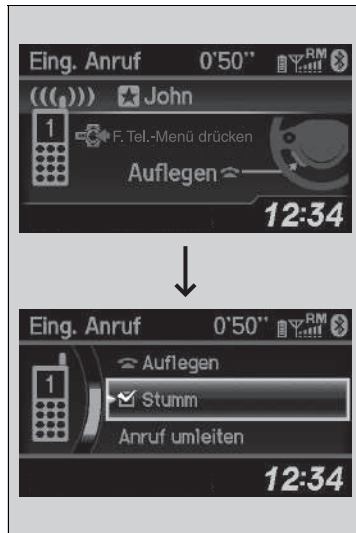 Eing. Anruf 0'50'' RM
John
1 F. Tel.-Menü drücken
Auflegen
12:34
Eing. Anruf 0'50'' RM
Auflegen
1 Stumm
Anruf umleiten
12:34